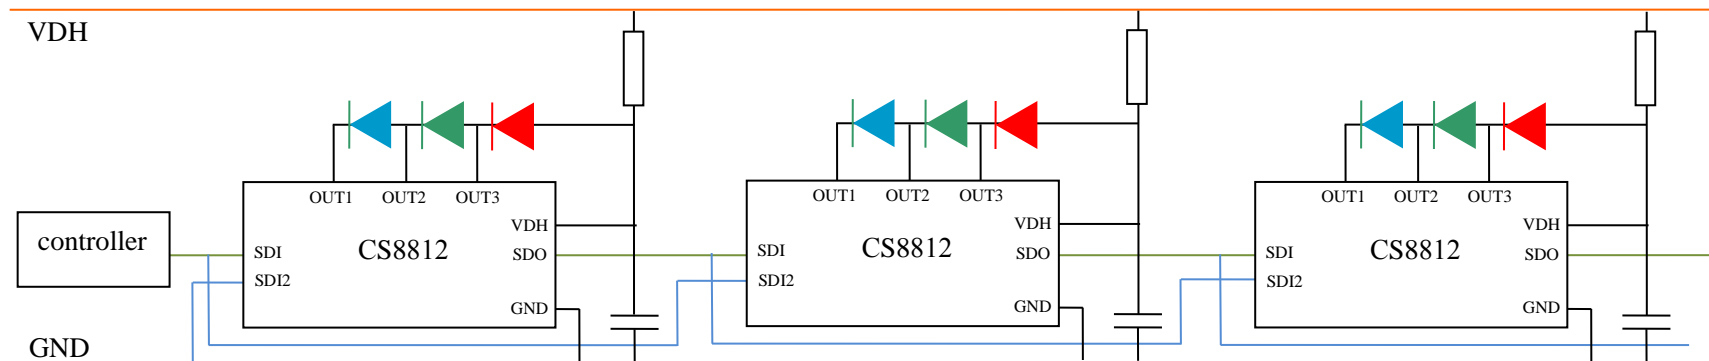 VDH
OUT1 OUT2 OUT3
VDH
controller
CS8812
SDI
SDO
SDI2
GND
OUT1 OUT2 OUT3
VDH
CS8812
SDI
SDO
SDI2
GND
OUT1 OUT2 OUT3
VDH
CS8812
SDI
SDO
SDI2
GND
GND